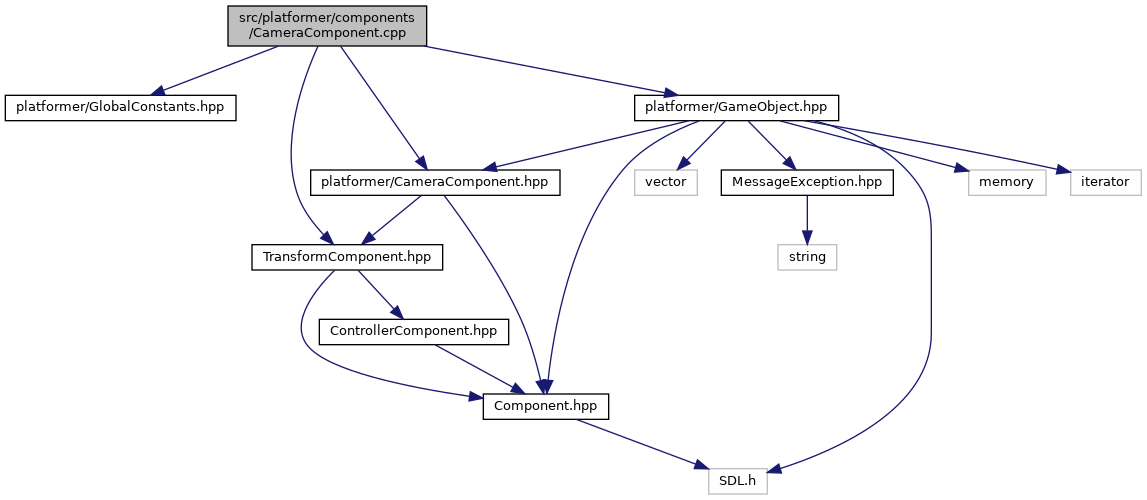 src/platformer/components
/CameraComponent.cpp
platformer/GlobalConstants.hpp
platformer/GameObject.hpp
platformer/CameraComponent.hpp
vector
MessageException.hpp
memory
iterator
TransformComponent.hpp
string
ControllerComponent.hpp
Component.hpp
SDL.h